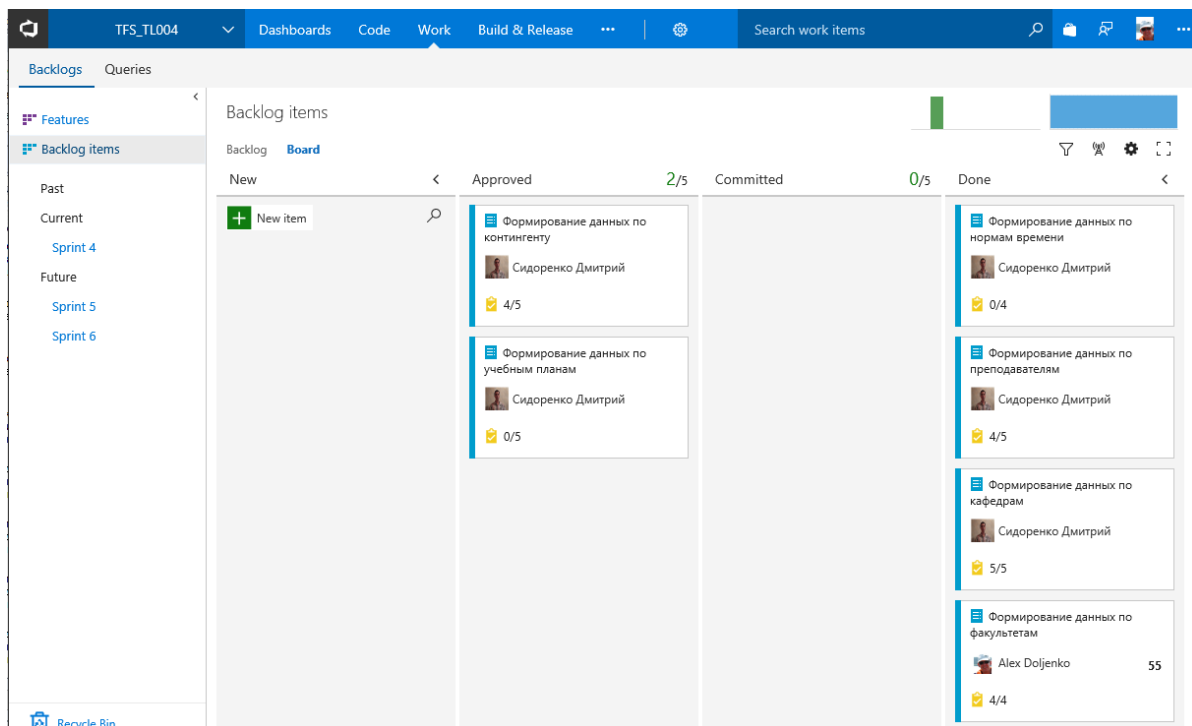 TFS_TL004 Dashboards Code Work Build & Release ... Search work items ...
Backlogs Queries
Features
Backlog items
Past
Current
Sprint 4
Future
Sprint 5
Sprint 6
Recycle Bin
Backlog items
Backlog Board
New
New item
Approved 2/5
Формирование данных по
контингенту
Сидоренко Дмитрий
4/5
Формирование данных по
учебным планам
Сидоренко Дмитрий
0/5
Committed 0/5
Done
Формирование данных по
нормам времени
Сидоренко Дмитрий
0/4
Формирование данных по
преподавателям
Сидоренко Дмитрий
4/5
Формирование данных по
кафедрам
Сидоренко Дмитрий
5/5
Формирование данных по
факультетам
Alex Doljenko 55
4/4